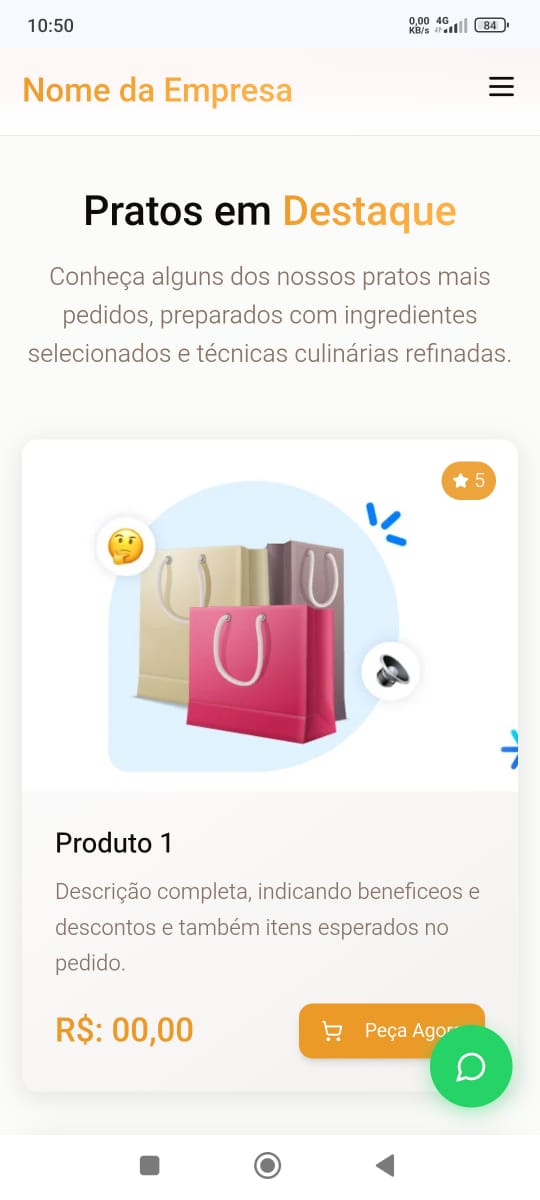 10:50
0,00 4G
KB/s
84
Nome da Empresa
Pratos em Destaque
Conheça alguns dos nossos pratos mais
pedidos, preparados com ingredientes
selecionados e técnicas culinárias refinadas.
5
Produto 1
Descrição completa, indicando beneficeos e
descontos e também itens esperados no
pedido.
R$: 00,00
Peça Agora